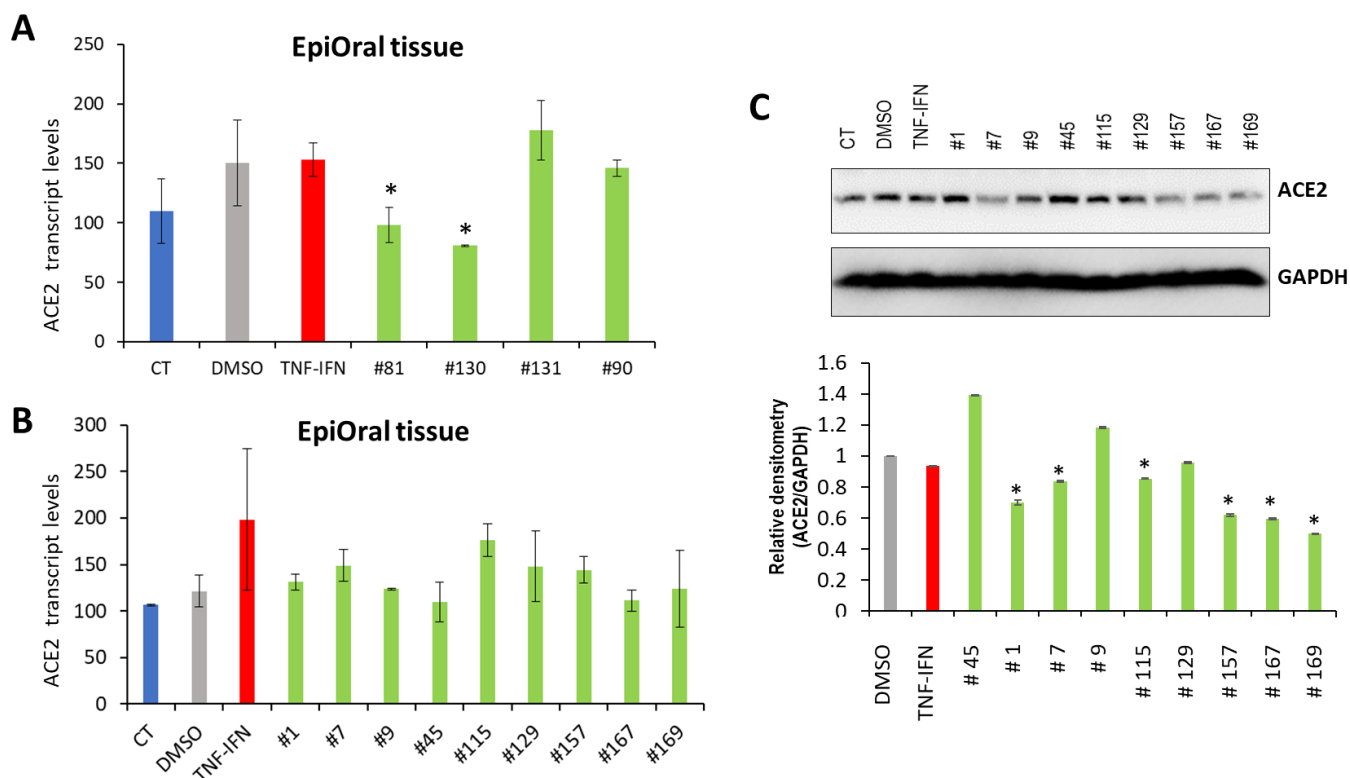 A
EpiOral tissue
ACE2 transcript levels
250
200
150
100
50
0
CT DMSO TNF-IFN #81 #130 #131 #90
* *
B
EpiOral tissue
ACE2 transcript levels
300
250
200
150
100
50
0
CT DMSO TNF-IFN #1 #7 #9 #45 #115 #129 #157 #167 #169
C
CT DMSO TNF-IFN #1 #7 #9 #45 #115 #129 #157 #167 #169
ACE2
GAPDH
Relative densitometry
(ACE2/GAPDH)
1.6
1.4
1.2
1
0.8
0.6
0.4
0.2
0
* * * * * *
DMSO TNF-IFN # 45 # 1 # 7 # 9 # 115 # 129 # 157 # 167 # 169